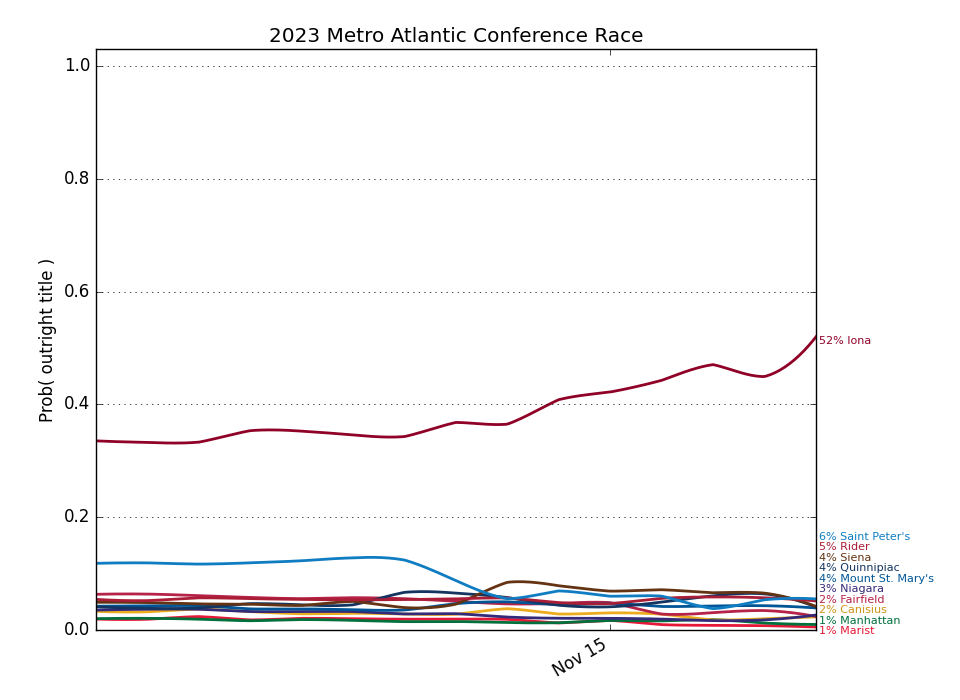 2023 Metro Atlantic Conference Race
Prob( outright title )
1.0
0.8
0.6
0.4
0.2
0.0
Nov 15
52% Iona
6% Saint Peter's
5% Rider
4% Siena
4% Quinnipiac
4% Mount St. Mary's
3% Niagara
2% Fairfield
2% Canisius
1% Manhattan
1% Marist